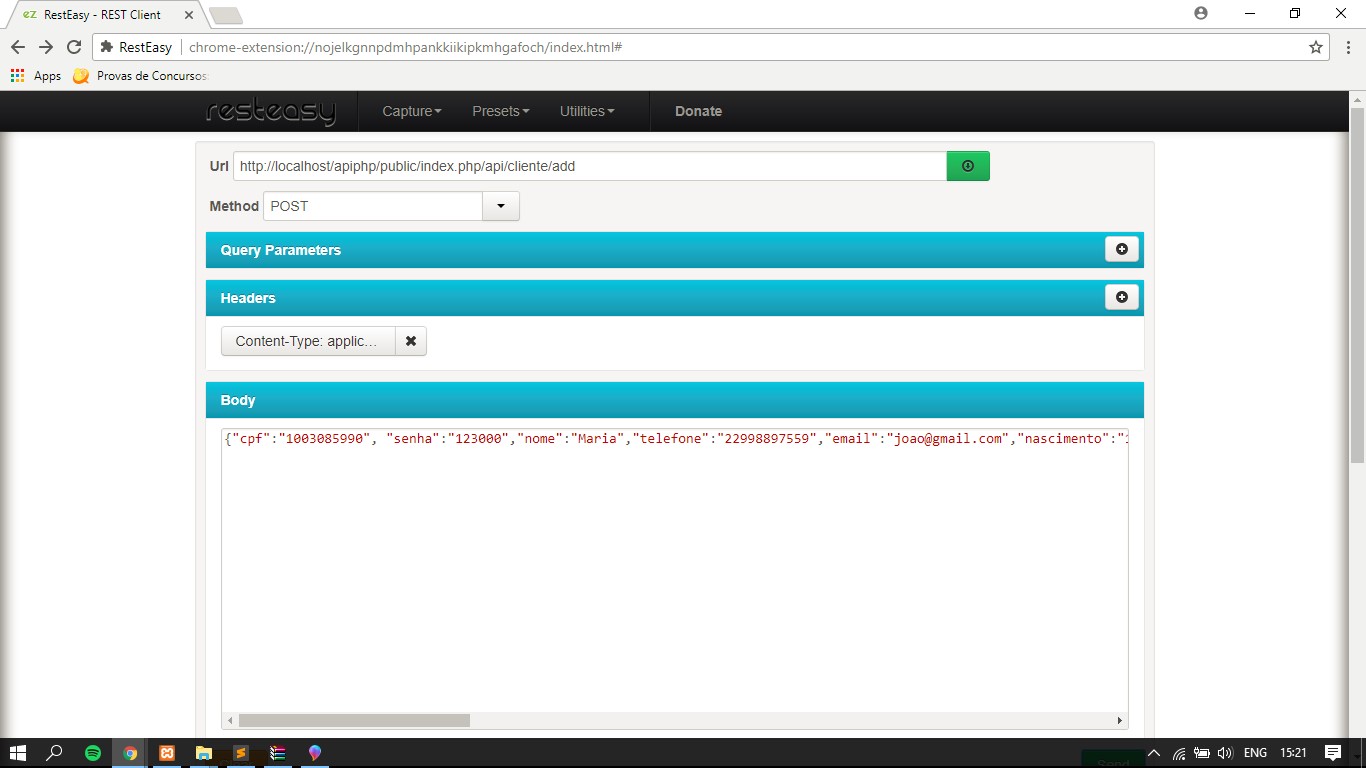 ez RestEasy - REST Client
RestEasy chrome-extension://nojelkgnnpdmhpankkiikipkmhgafoch/index.html#
Apps Provas de Concursos:
resteasy Capture Presets Utilities Donate
Url http://localhost/apiphp/public/index.php/api/cliente/add
Method POST
Query Parameters
Headers
Content-Type: applic...
Body
{"cpf":"1003085990", "senha":"123000","nome":"Maria","telefone":"22998897559","email":"joao@gmail.com","nascimento":"1
Send
ENG 15:21